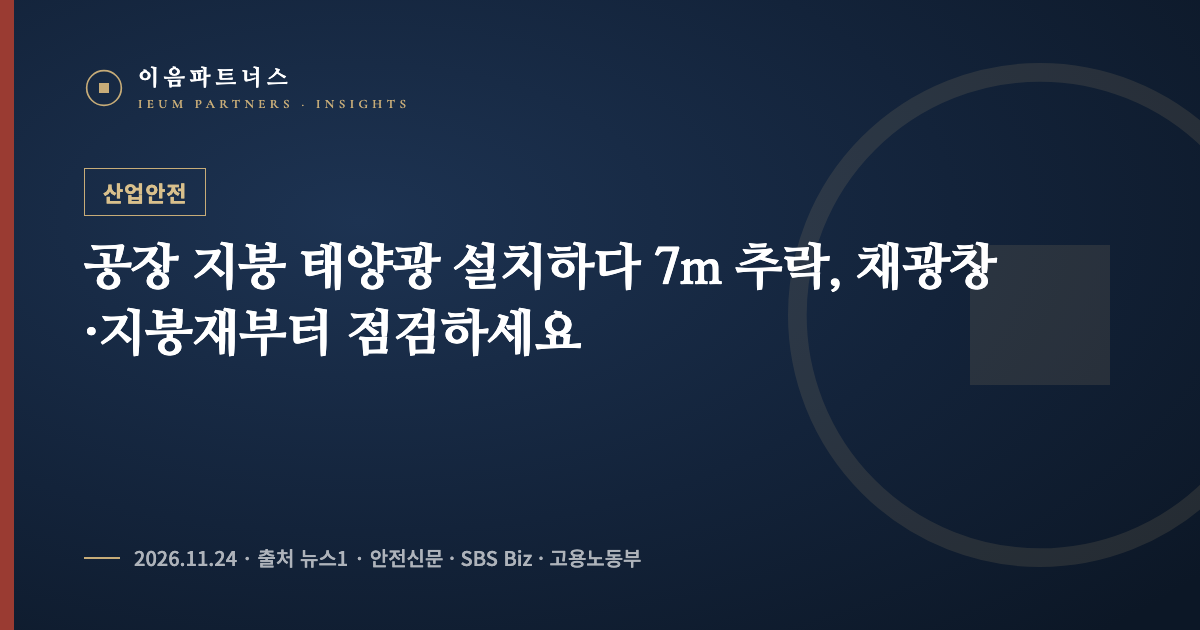 이음파트너스
IEUM PARTNERS · INSIGHTS
산업안전
공장 지붕 태양광 설치하다 7m 추락, 채광창
·지붕재부터 점검하세요
2026.11.24 · 출처 뉴스1 · 안전신문 · SBS Biz · 고용노동부